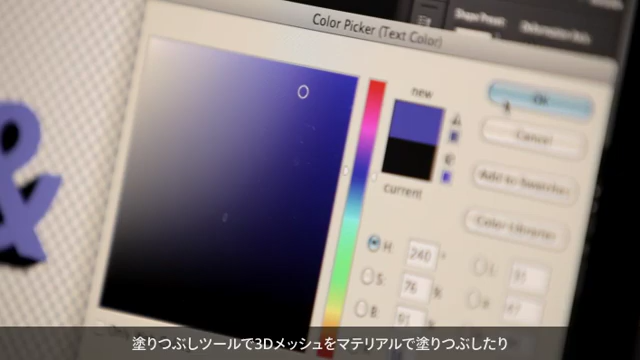 Color Picker (Text Color)
new
OK
Cancel
current
Add to Swatches
Color Libraries
H: 240 °
S: 76 %
B:
&
塗りつぶしツールで3Dメッシュをマテリアルで塗りつぶしたり